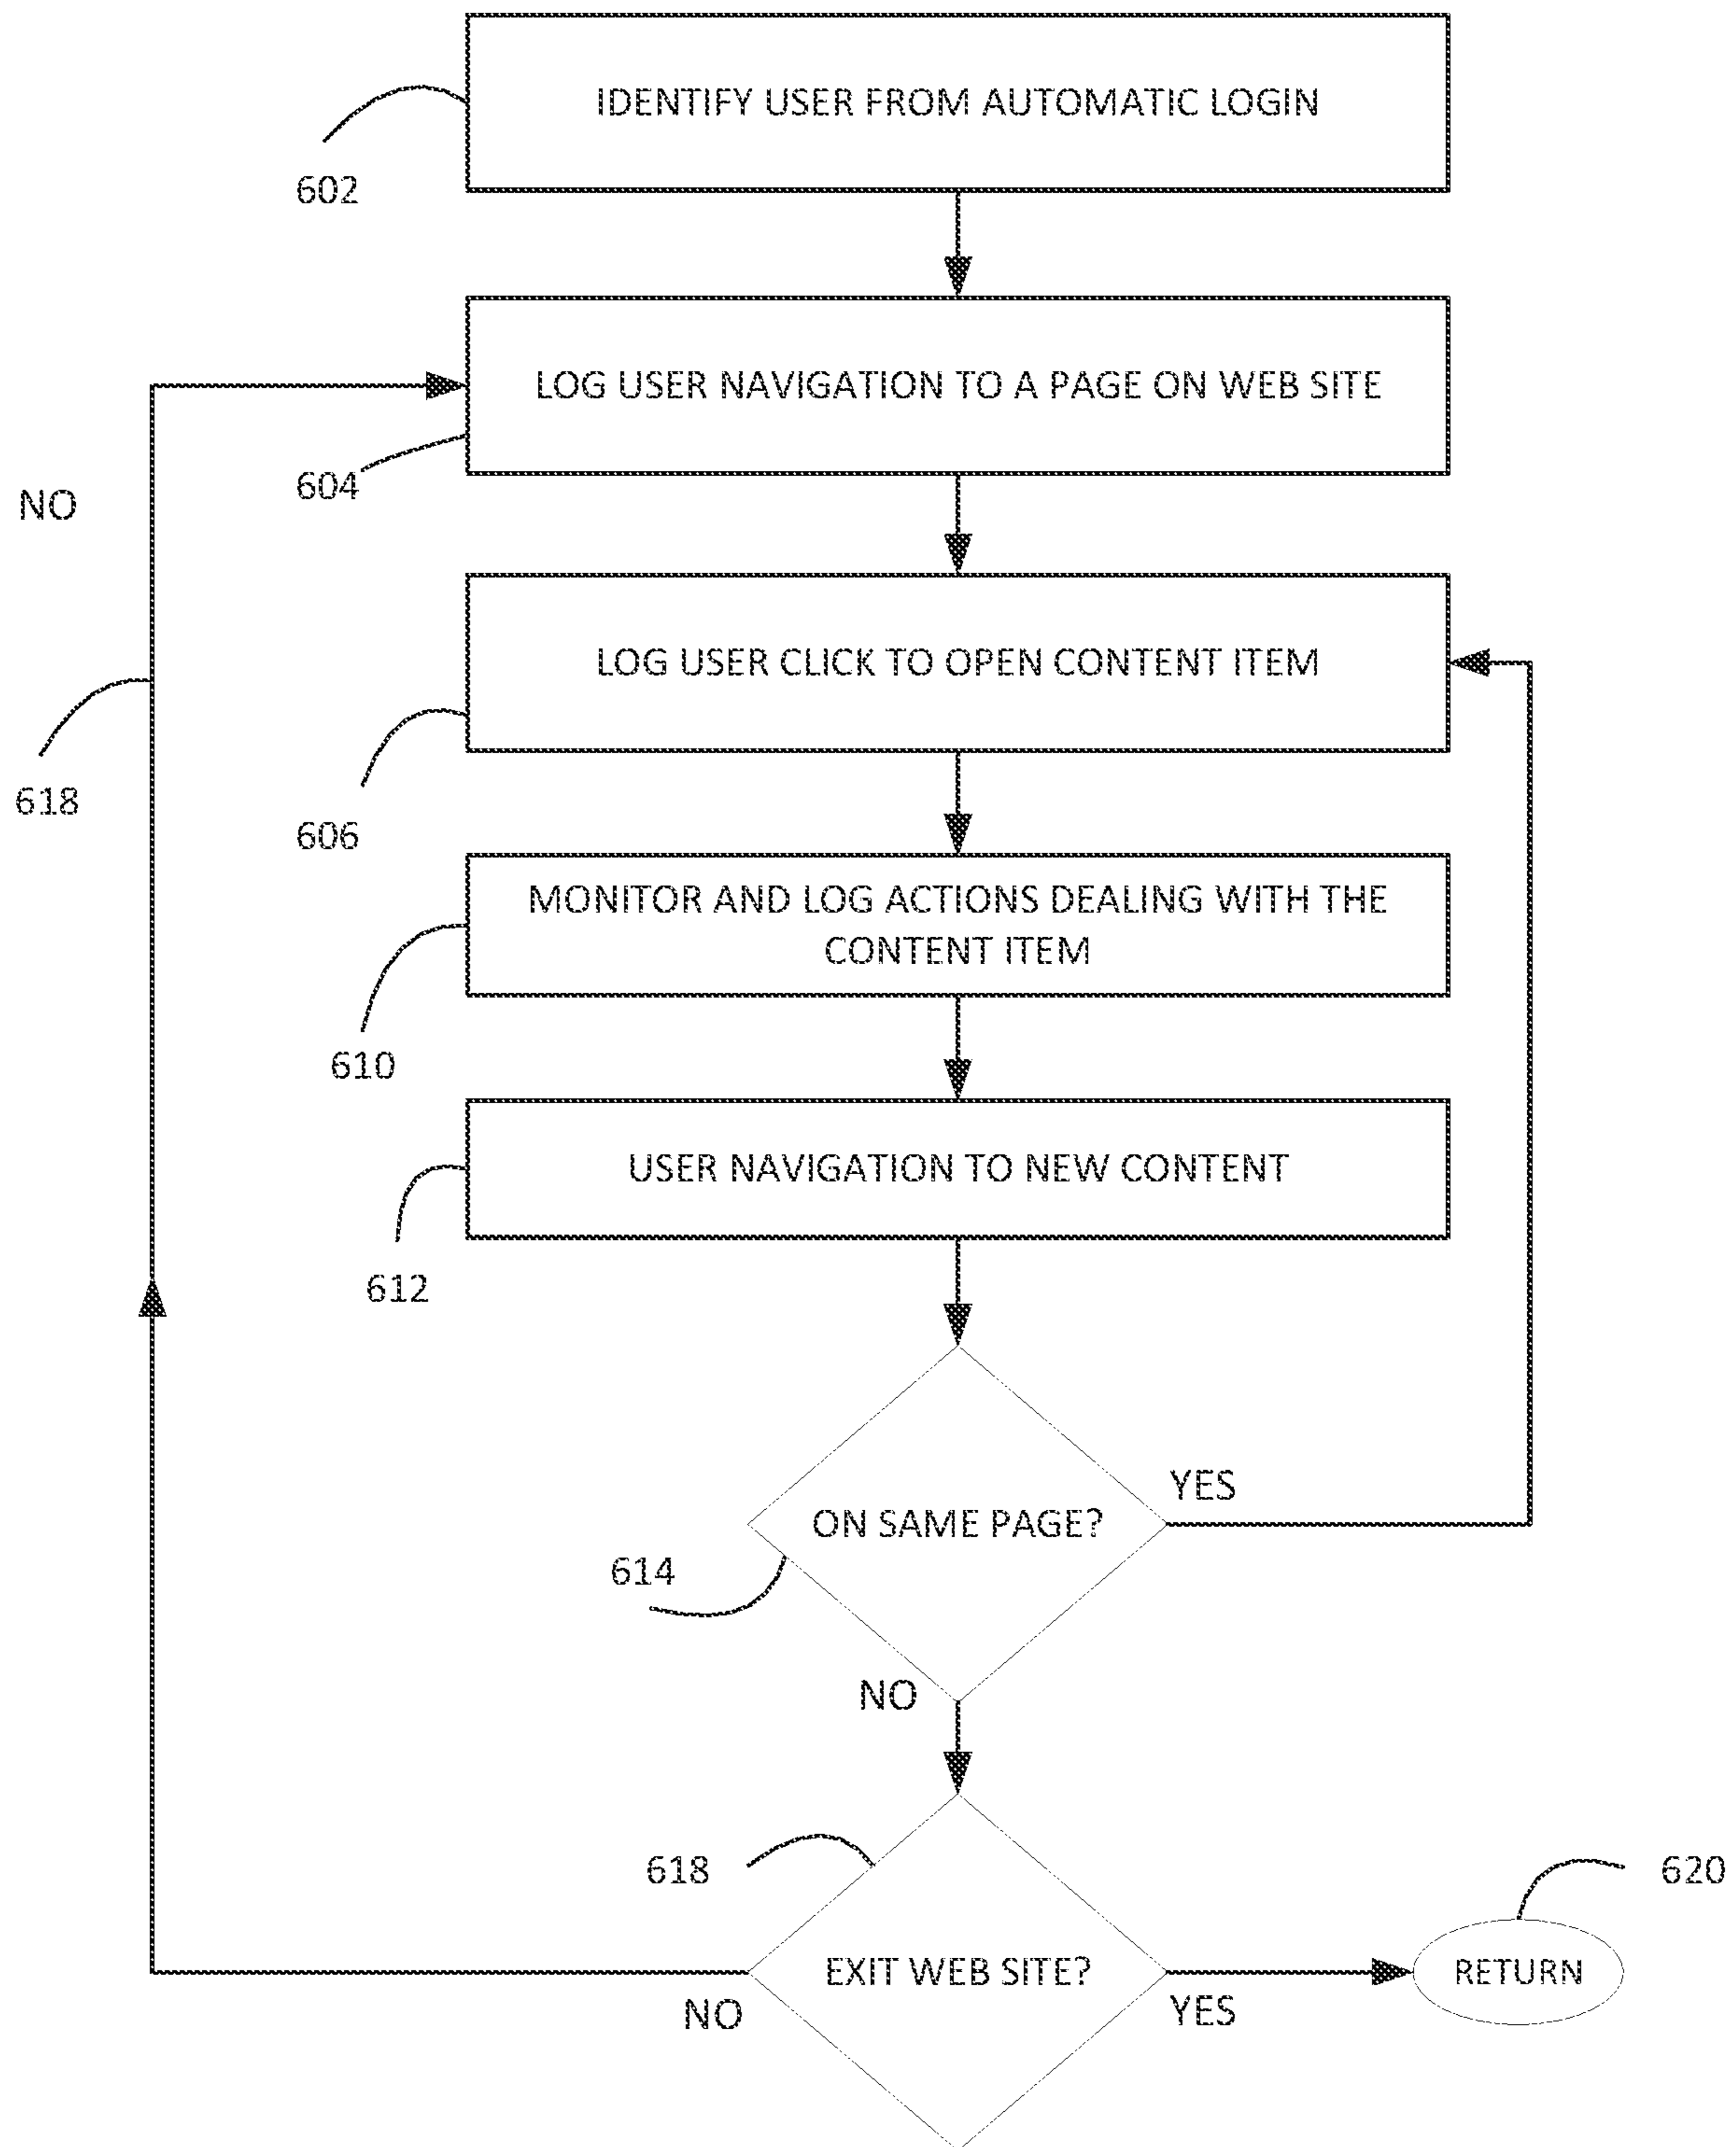 IDENTIFY USER FROM AUTOMATIC LOGIN
602
LOG USER NAVIGATION TO A PAGE ON WEB SITE
604
NO
LOG USER CLICK TO OPEN CONTENT ITEM
618
606
MONITOR AND LOG ACTIONS DEALING WITH THE
CONTENT ITEM
610
USER NAVIGATION TO NEW CONTENT
612
YES
ON SAME PAGE?
614
NO
618
620
EXIT WEB SITE?
RETURN
NO
YES